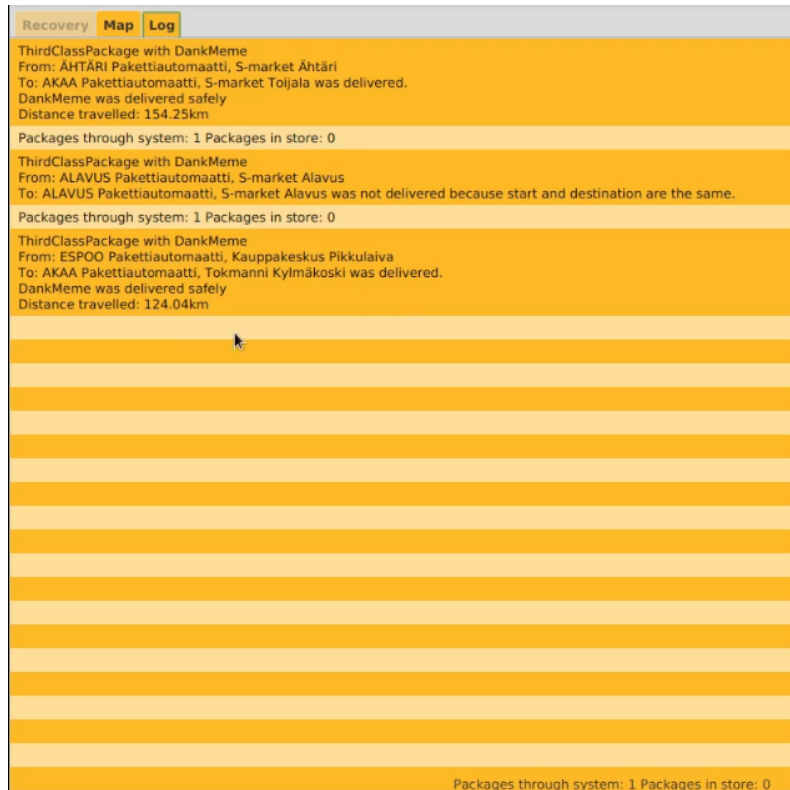 Recovery Map Log
ThirdClassPackage with DankMeme
From: ÄHTÄRI Pakettiautomaatti, S-market Ähtäri
To: AKAA Pakettiautomaatti, S-market Toijala was delivered.
DankMeme was delivered safely
Distance travelled: 154.25km
Packages through system: 1 Packages in store: 0
ThirdClassPackage with DankMeme
From: ALAVUS Pakettiautomaatti, S-market Alavus
To: ALAVUS Pakettiautomaatti, S-market Alavus was not delivered because start and destination are the same.
Packages through system: 1 Packages in store: 0
ThirdClassPackage with DankMeme
From: ESPOO Pakettiautomaatti, Kauppakeskus Pikkulaiva
To: AKAA Pakettiautomaatti, Tokmanni Kylmäkoski was delivered.
DankMeme was delivered safely
Distance travelled: 124.04km
Packages through system: 1 Packages in store: 0